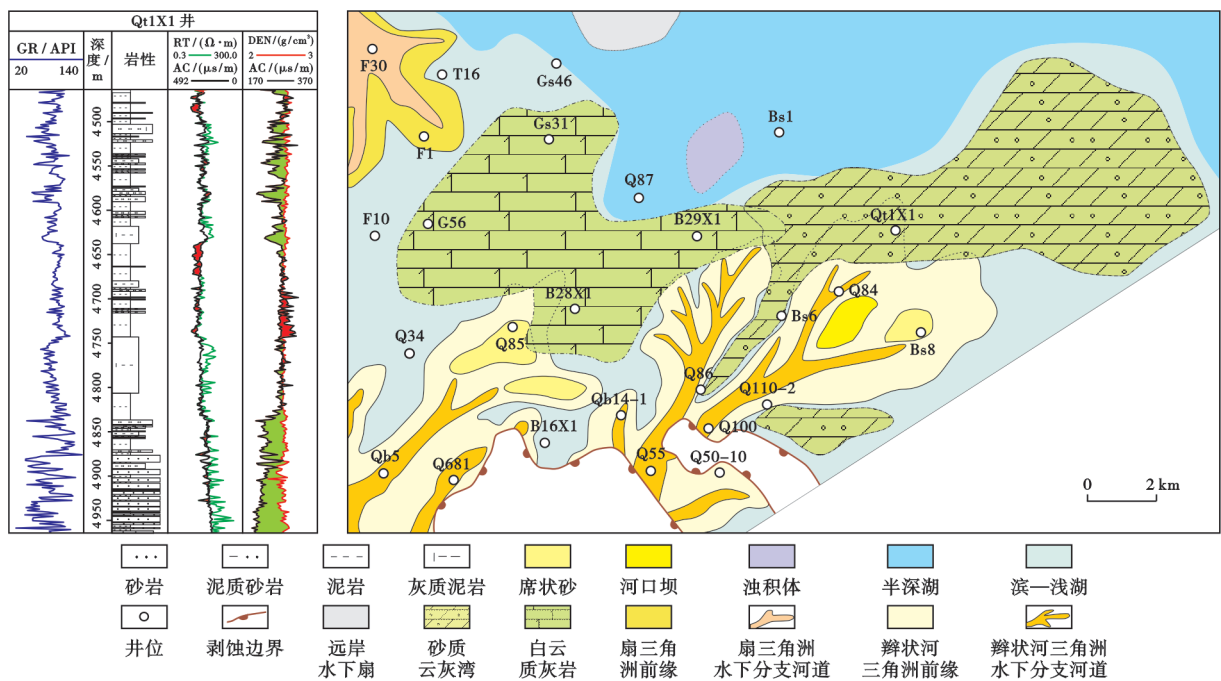 Qt1X1 井
GR / API
20 140
深度/m
岩性
RT/(Ω·m)
0.3 300.0
AC/(μs/m)
492 0
DEN/(g/cm³)
2 3
AC/(μs/m)
170 370
4 500
4 550
4 600
4 650
4 700
4 750
4 800
4 850
4 900
4 950
F30
T16
Gs46
F1
Gs31
Bs1
Q87
F10
G56
B29X1
Qt1X1
B28X1
Q84
Bs6
Q34
Q85
Bs8
Q86
Q110-2
Qb14-1
B16X1
Q100
Qb5
Q681
Q55
Q50-10
0 2 km
砂岩
泥质砂岩
泥岩
灰质泥岩
席状砂
河口坝
浊积体
半深湖
滨—浅湖
井位
剥蚀边界
远岸
水下扇
砂质
云灰湾
白云
质灰岩
扇三角
洲前缘
扇三角洲
水下分支河道
辫状河
三角洲前缘
辫状河三角洲
水下分支河道